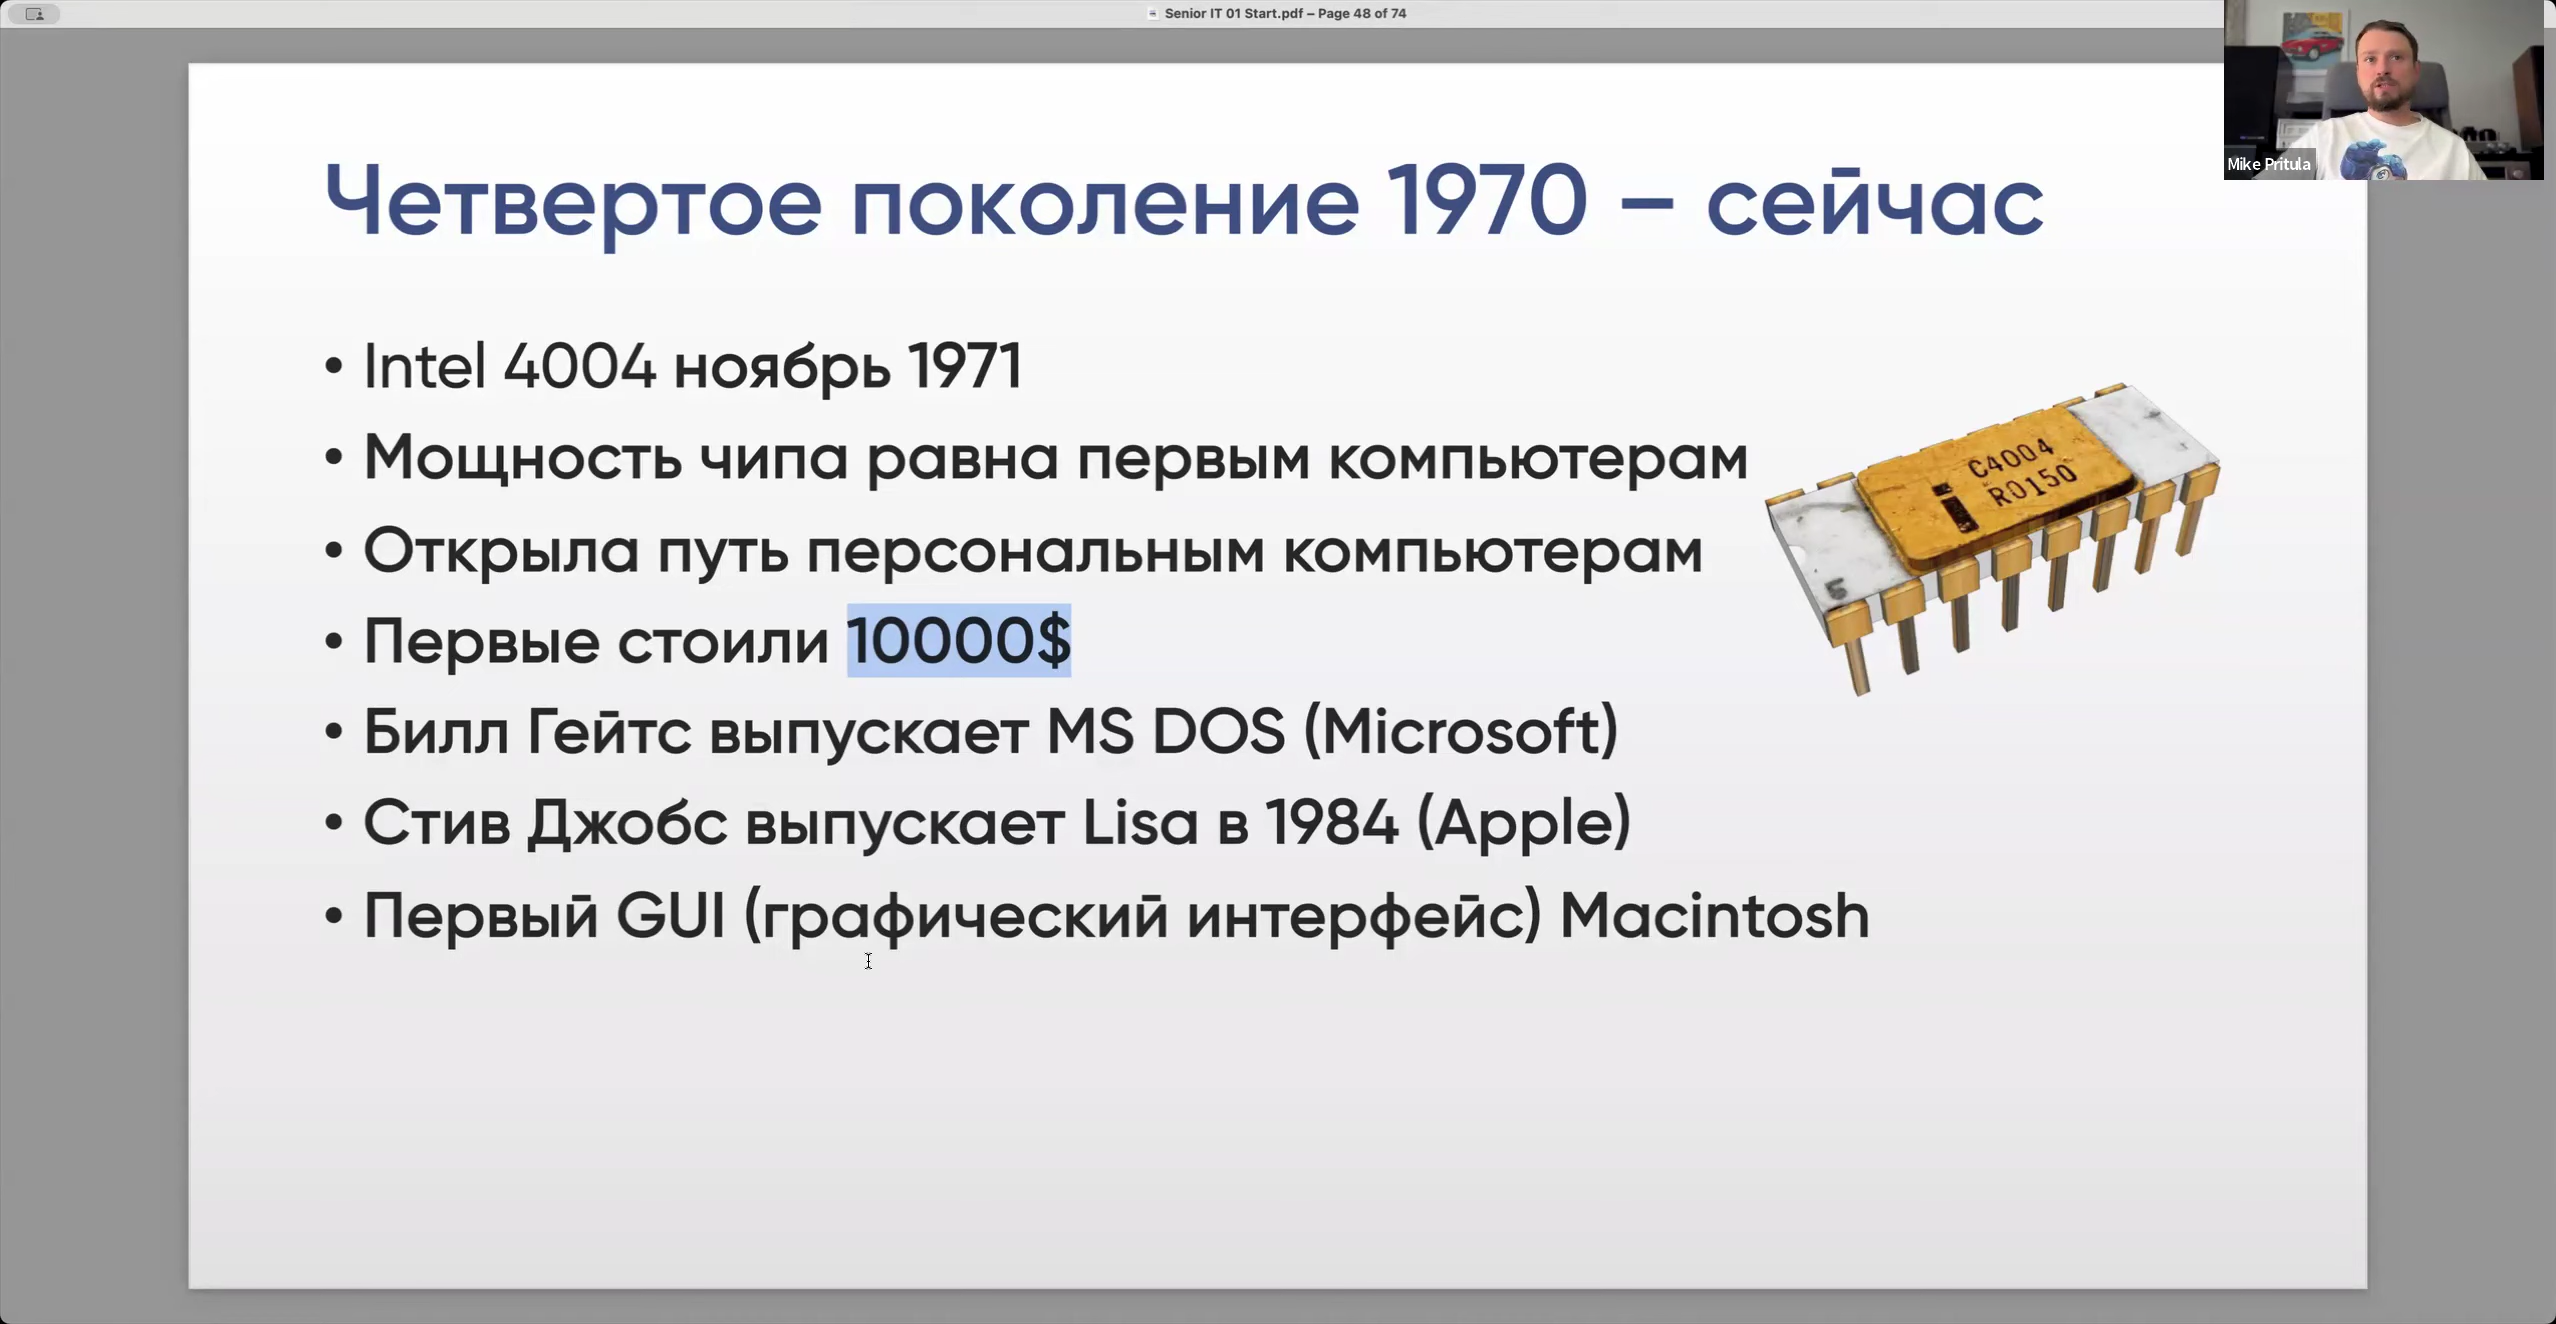 Senior IT 01 Start.pdf – Page 48 of 74
Mike Pritula
Четвертое поколение 1970 – сейчас
• Intel 4004 ноябрь 1971
• Мощность чипа равна первым компьютерам
• Открыла путь персональным компьютерам
• Первые стоили 10000$
• Билл Гейтс выпускает MS DOS (Microsoft)
• Стив Джобс выпускает Lisa в 1984 (Apple)
• Первый GUI (графический интерфейс) Macintosh
i C4004
R0150